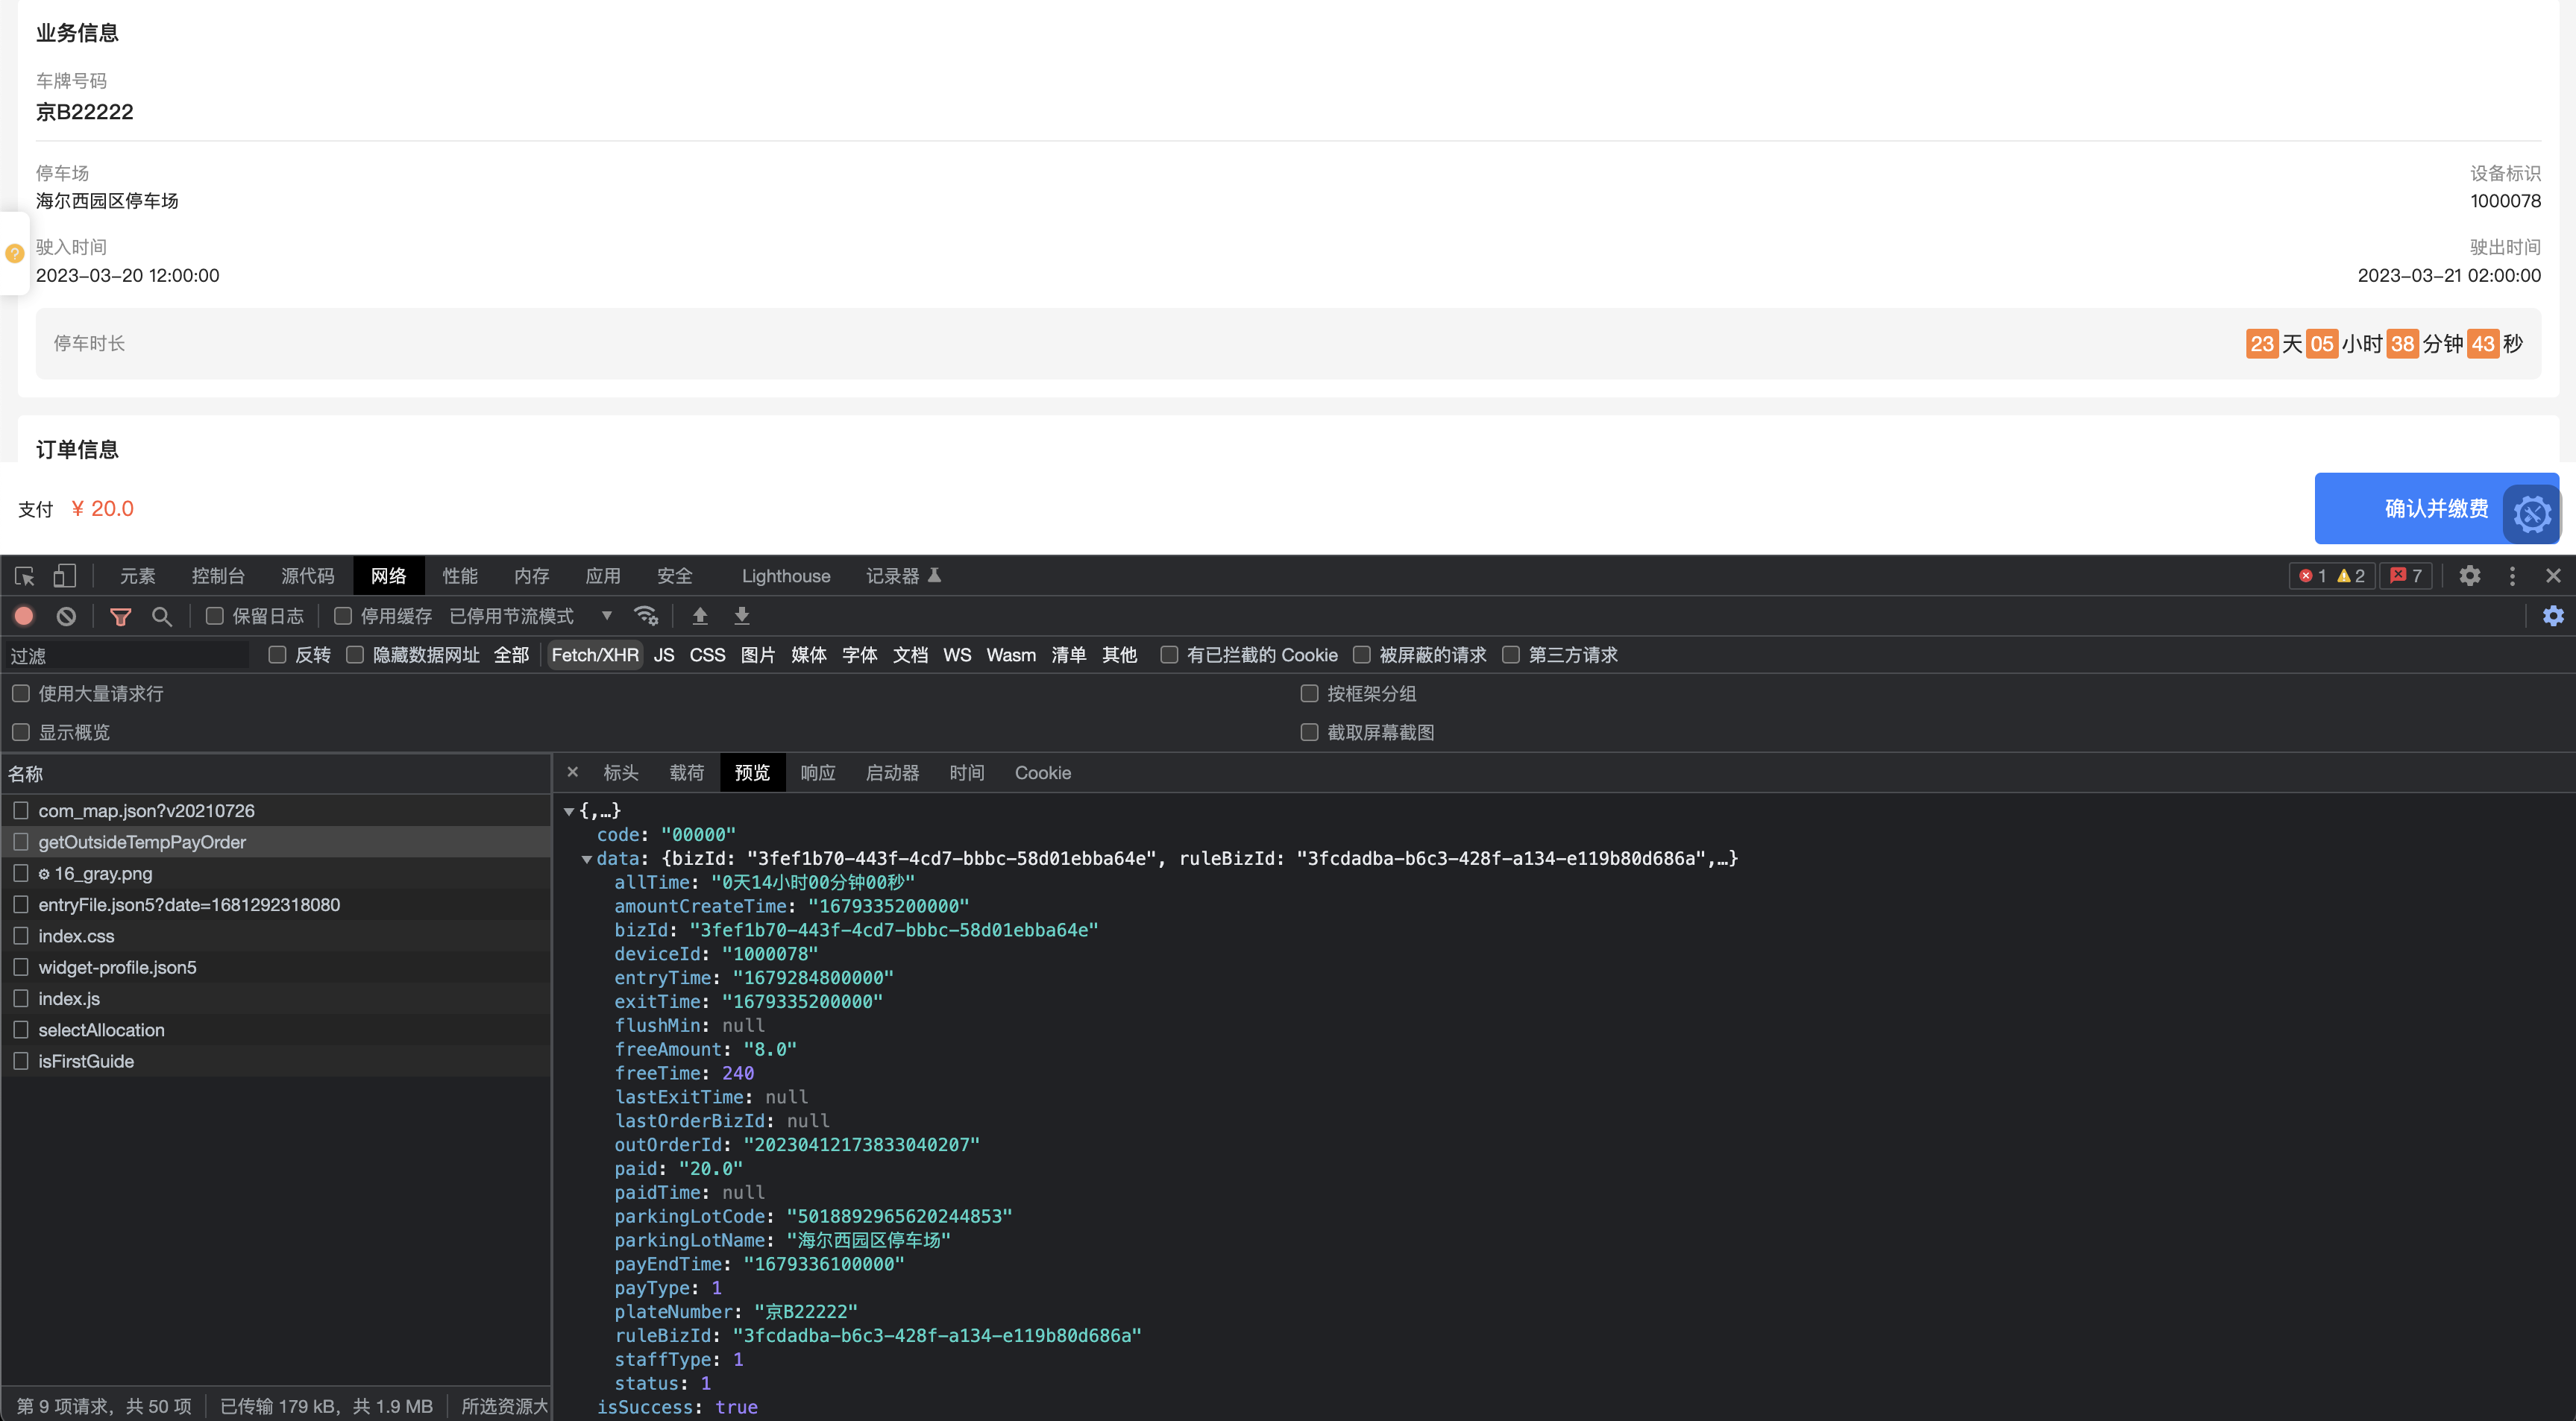 业务信息
车牌号码
京B22222
停车场 设备标识
海尔西园区停车场 1000078
驶入时间 驶出时间
2023-03-20 12:00:00 2023-03-21 02:00:00
停车时长 23 天 05 小时 38 分钟 43 秒
订单信息
支付 ¥ 20.0 确认并缴费
元素 控制台 源代码 网络 性能 内存 应用 安全 Lighthouse 记录器 1 2 7
保留日志 停用缓存 已停用节流模式
过滤 反转 隐藏数据网址 全部 Fetch/XHR JS CSS 图片 媒体 字体 文档 WS Wasm 清单 其他 有已拦截的 Cookie 被屏蔽的请求 第三方请求
使用大量请求行 按框架分组
显示概览 截取屏幕截图
名称
com_map.json?v20210726
getOutsideTempPayOrder
16_gray.png
entryFile.json5?date=1681292318080
index.css
widget-profile.json5
index.js
selectAllocation
isFirstGuide
第 9 项请求，共 50 项 已传输 179 kB，共 1.9 MB 所选资源大
× 标头 载荷 预览 响应 启动器 时间 Cookie
{,…}
code: "00000"
data: {bizId: "3fef1b70-443f-4cd7-bbbc-58d01ebba64e", ruleBizId: "3fcdadba-b6c3-428f-a134-e119b80d686a",…}
allTime: "0天14小时00分钟00秒"
amountCreateTime: "1679335200000"
bizId: "3fef1b70-443f-4cd7-bbbc-58d01ebba64e"
deviceId: "1000078"
entryTime: "1679284800000"
exitTime: "1679335200000"
flushMin: null
freeAmount: "8.0"
freeTime: 240
lastExitTime: null
lastOrderBizId: null
outOrderId: "20230412173833040207"
paid: "20.0"
paidTime: null
parkingLotCode: "5018892965620244853"
parkingLotName: "海尔西园区停车场"
payEndTime: "1679336100000"
payType: 1
plateNumber: "京B22222"
ruleBizId: "3fcdadba-b6c3-428f-a134-e119b80d686a"
staffType: 1
status: 1
isSuccess: true